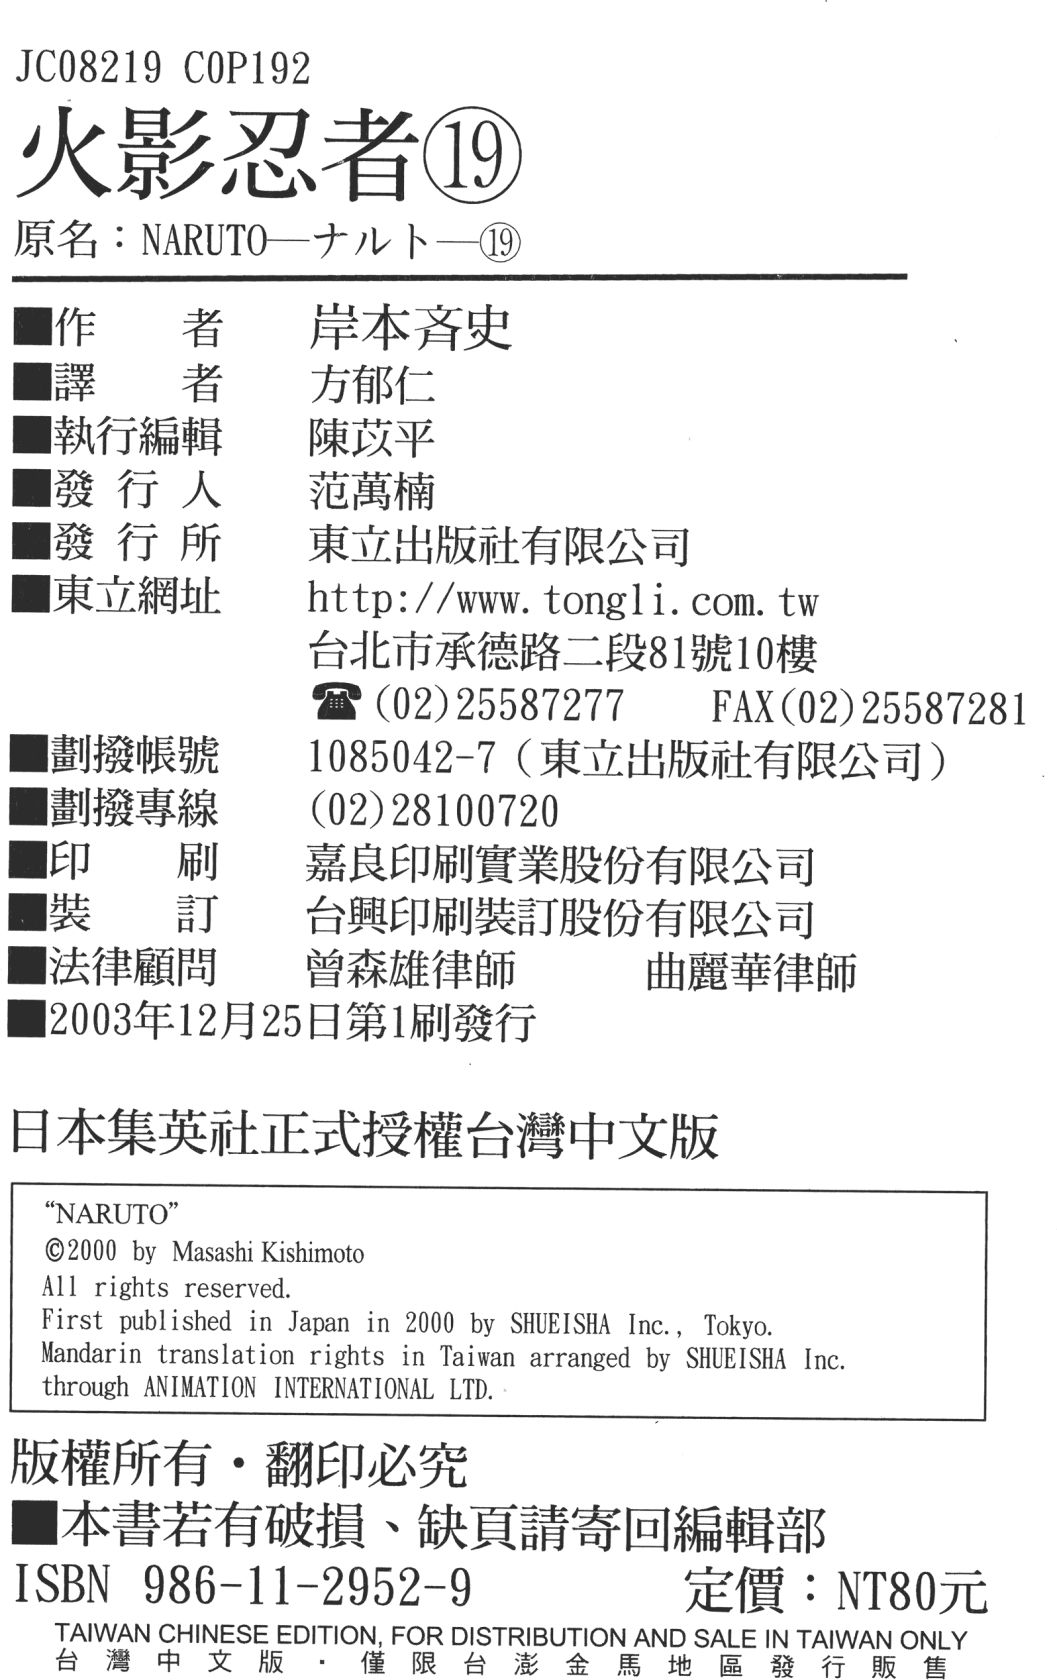 JC08219 C0P192
火影忍者⑲
原名：NARUTO—ナルト—⑲
■作　　者　岸本斉史
■譯　　者　方郁仁
■執行編輯　陳苡平
■發 行 人　范萬楠
■發 行 所　東立出版社有限公司
■東立網址　http://www.tongli.com.tw
台北市承德路二段81號10樓
☎(02)25587277　FAX(02)25587281
■劃撥帳號　1085042-7（東立出版社有限公司）
■劃撥專線　(02)28100720
■印　　刷　嘉良印刷實業股份有限公司
■裝　　訂　台興印刷裝訂股份有限公司
■法律顧問　曾森雄律師　曲麗華律師
■2003年12月25日第1刷發行
日本集英社正式授權台灣中文版
“NARUTO”
©2000 by Masashi Kishimoto
All rights reserved.
First published in Japan in 2000 by SHUEISHA Inc., Tokyo.
Mandarin translation rights in Taiwan arranged by SHUEISHA Inc.
through ANIMATION INTERNATIONAL LTD.
版權所有・翻印必究
■本書若有破損、缺頁請寄回編輯部
ISBN 986-11-2952-9　定價：NT80元
TAIWAN CHINESE EDITION, FOR DISTRIBUTION AND SALE IN TAIWAN ONLY
台灣中文版・僅限台澎金馬地區發行販售